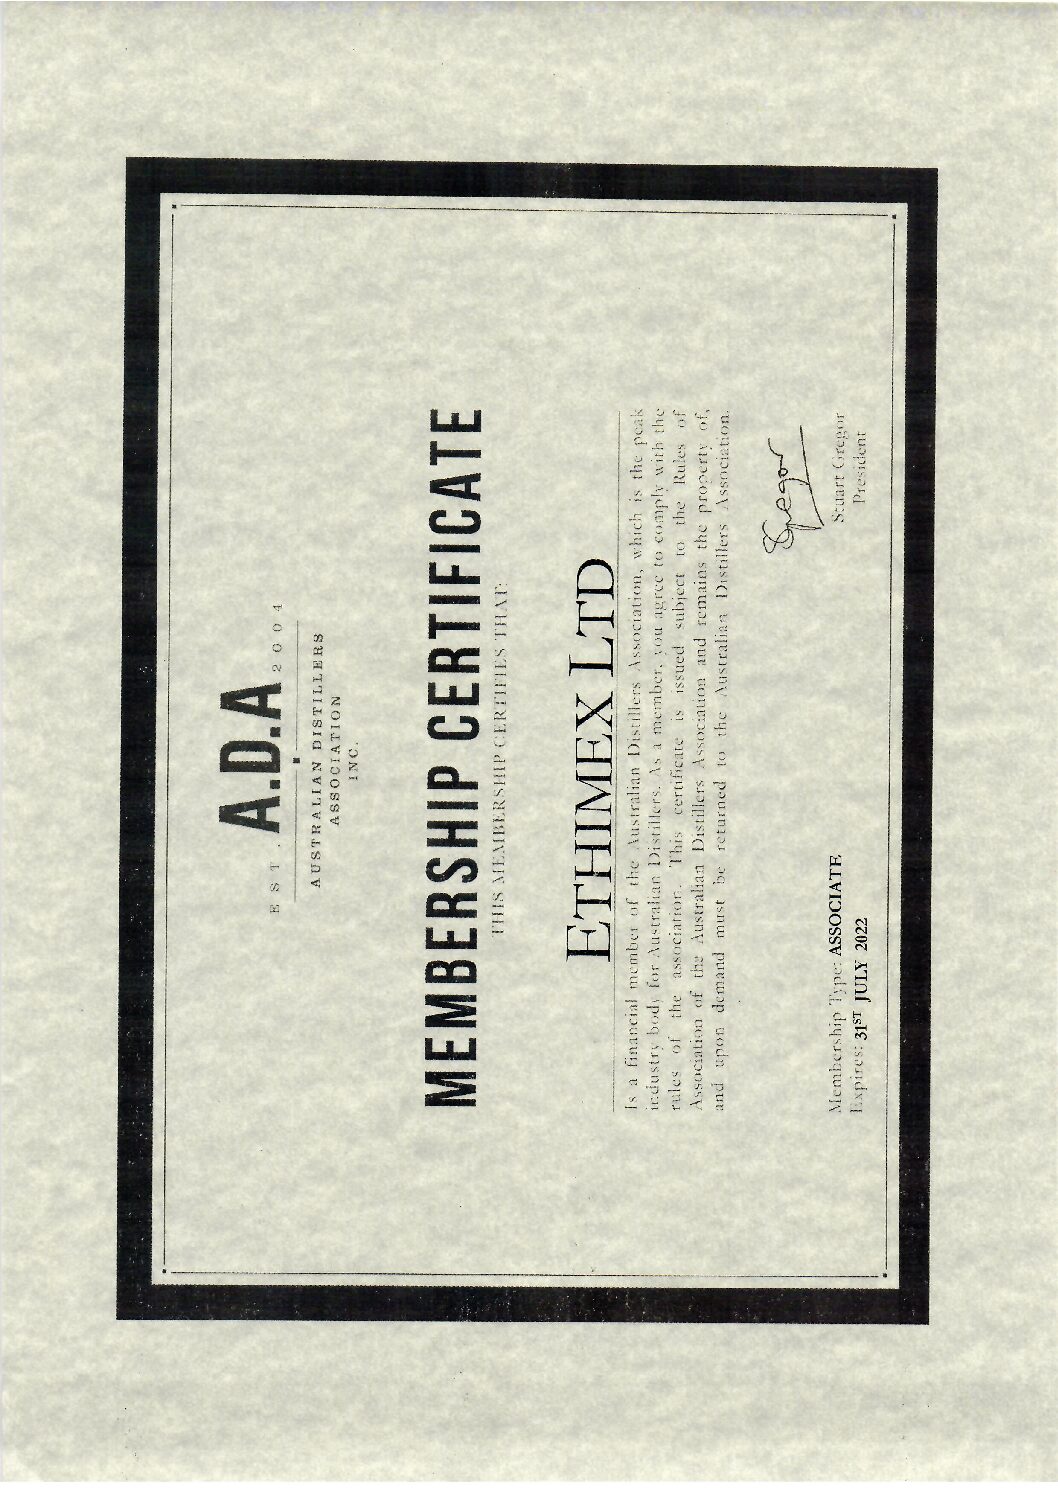 EST. A.D.A 2004
AUSTRALIAN DISTILLERS
ASSOCIATION
INC.
MEMBERSHIP CERTIFICATE
THIS MEMBERSHIP CERTIFIES THAT:
ETHIMEX LTD
Is a financial member of the Australian Distillers Association, which is the peak
industry body for Australian Distillers. As a member, you agree to comply with the
rules of the association. This certificate is issued subject to the Rules of
Association of the Australian Distillers Association and remains the property of,
and upon demand must be returned to the Australian Distillers Association.
SGregor
Stuart Gregor
President
Membership Type: ASSOCIATE
Expires: 31ST JULY 2022